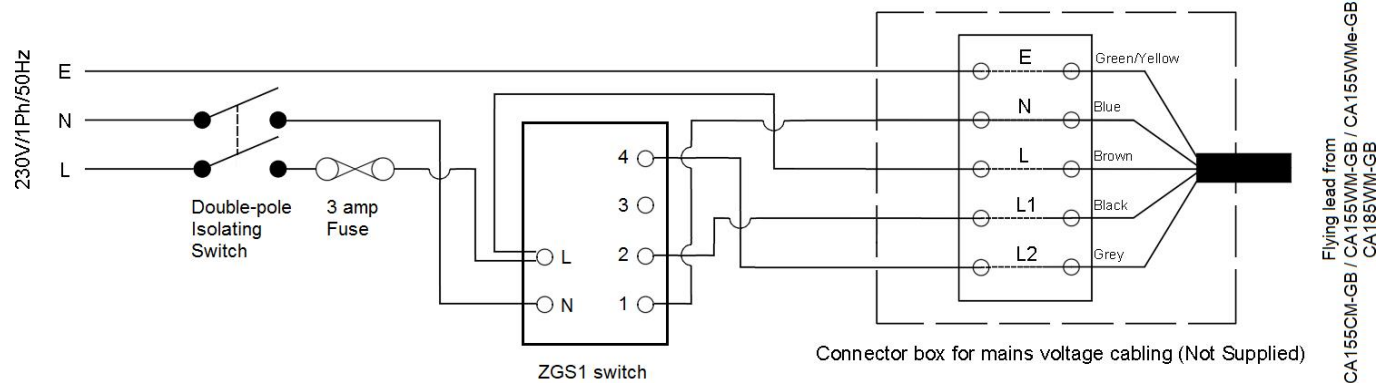 230V/1Ph/50Hz
E
N
L
Double-pole
Isolating
Switch
3 amp
Fuse
L
N
4
3
2
1
ZGS1 switch
E
N
L
L1
L2
Green/Yellow
Blue
Brown
Black
Grey
Connector box for mains voltage cabling (Not Supplied)
Flying lead from
CA155CM-GB / CA155WM-GB / CA155WMe-GB
CA185WM-GB